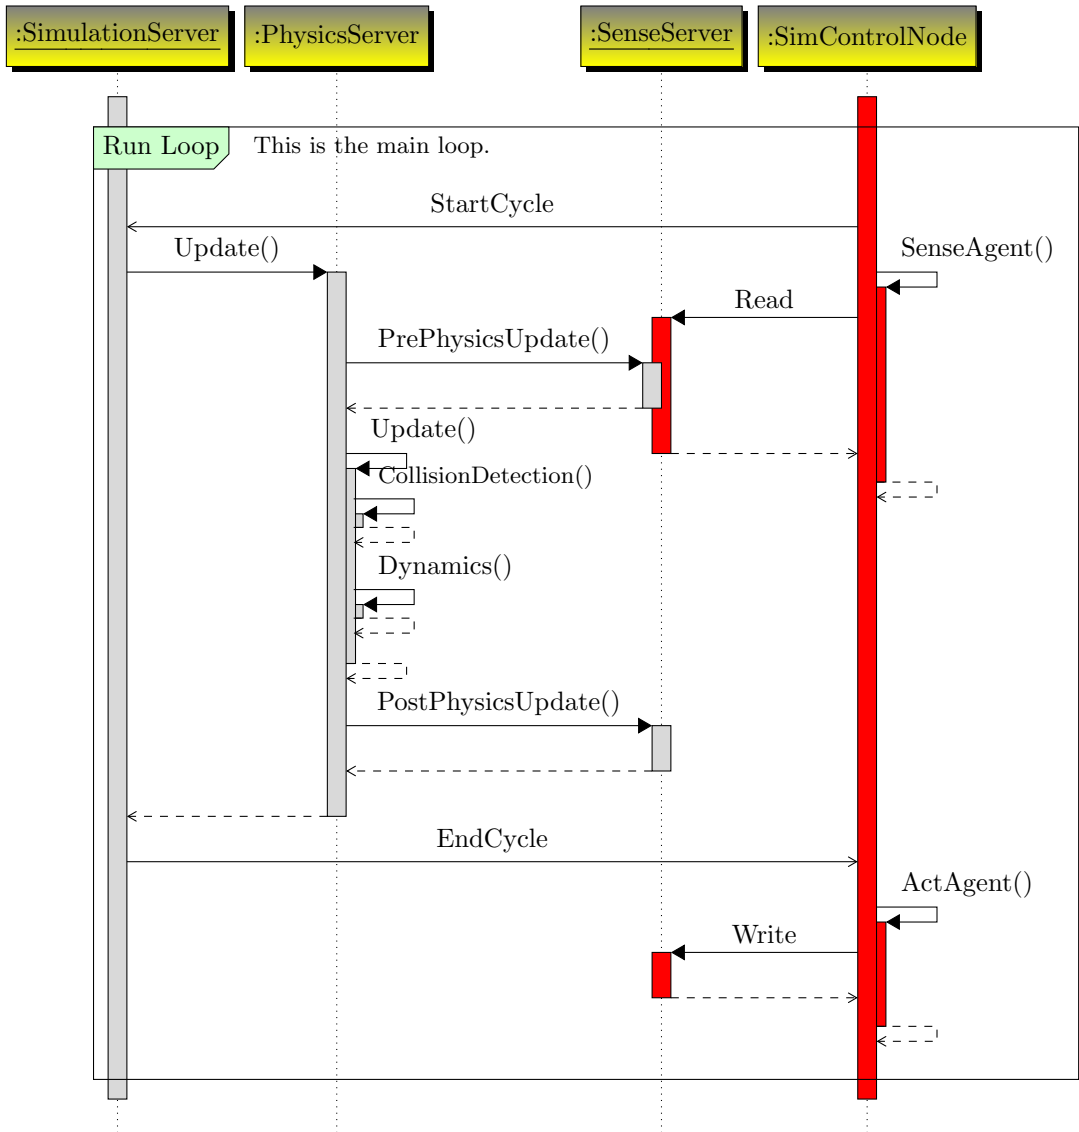 :SimulationServer
:PhysicsServer
:SenseServer
:SimControlNode
Run Loop
This is the main loop.
StartCycle
Update()
SenseAgent()
Read
PrePhysicsUpdate()
Update()
CollisionDetection()
Dynamics()
PostPhysicsUpdate()
EndCycle
ActAgent()
Write